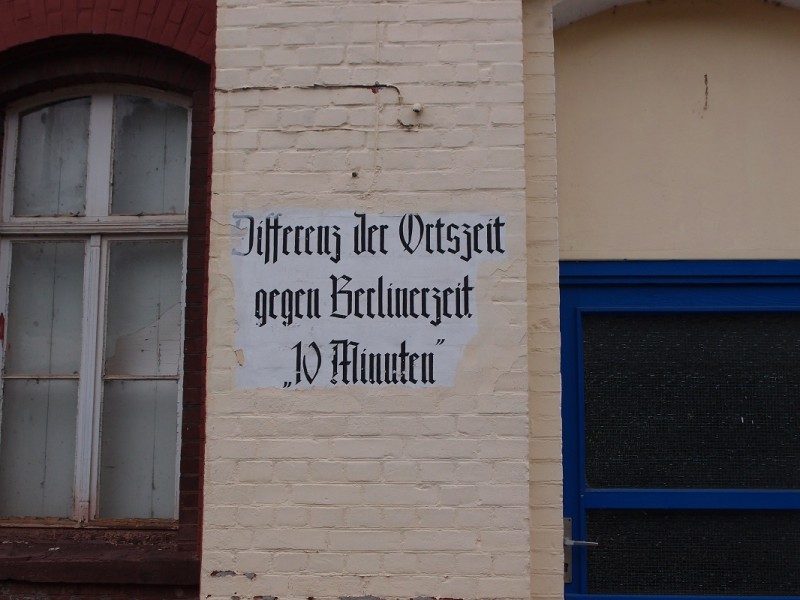 Differenz der Ortszeit
gegen Berlinerzeit.
„10 Minuten”